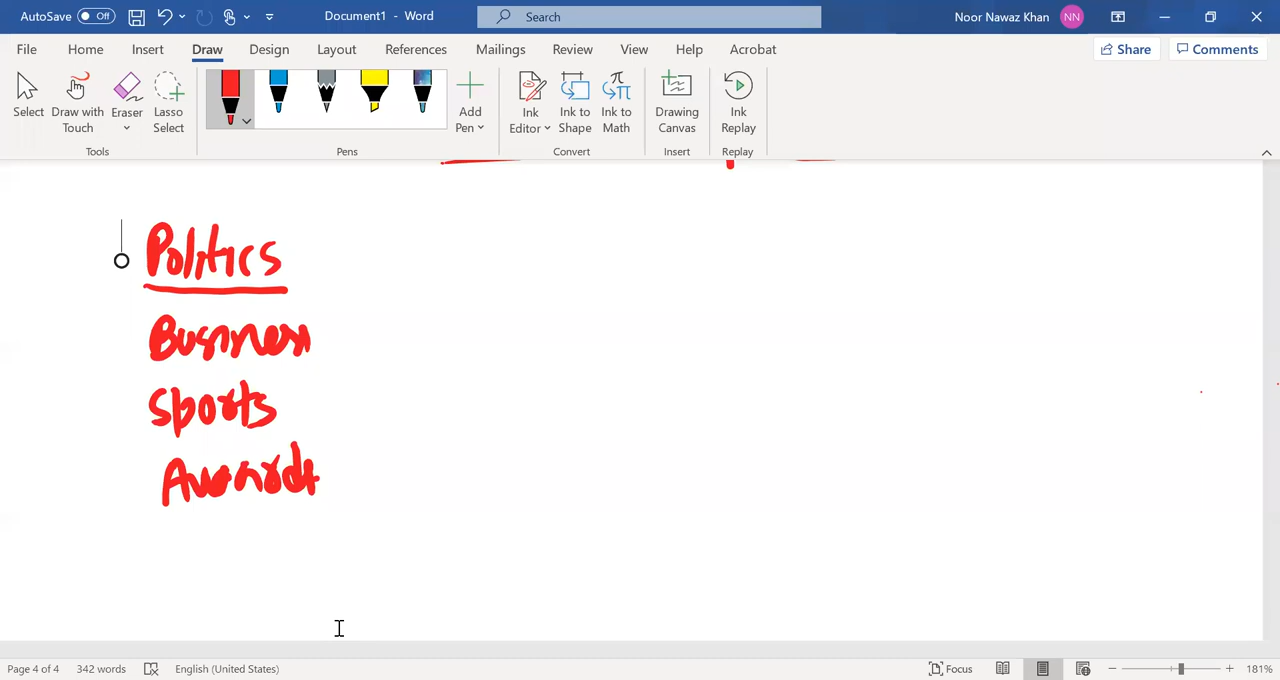 AutoSave Off Document1 - Word Search Noor Nawaz Khan NN
File Home Insert Draw Design Layout References Mailings Review View Help Acrobat Share Comments
Select Draw with Touch Eraser Lasso Select Add Pen Ink Editor Ink to Shape Ink to Math Drawing Canvas Ink Replay
Tools Pens Convert Insert Replay
Politics
Business
Sports
Awards
Page 4 of 4 342 words English (United States) Focus 181%